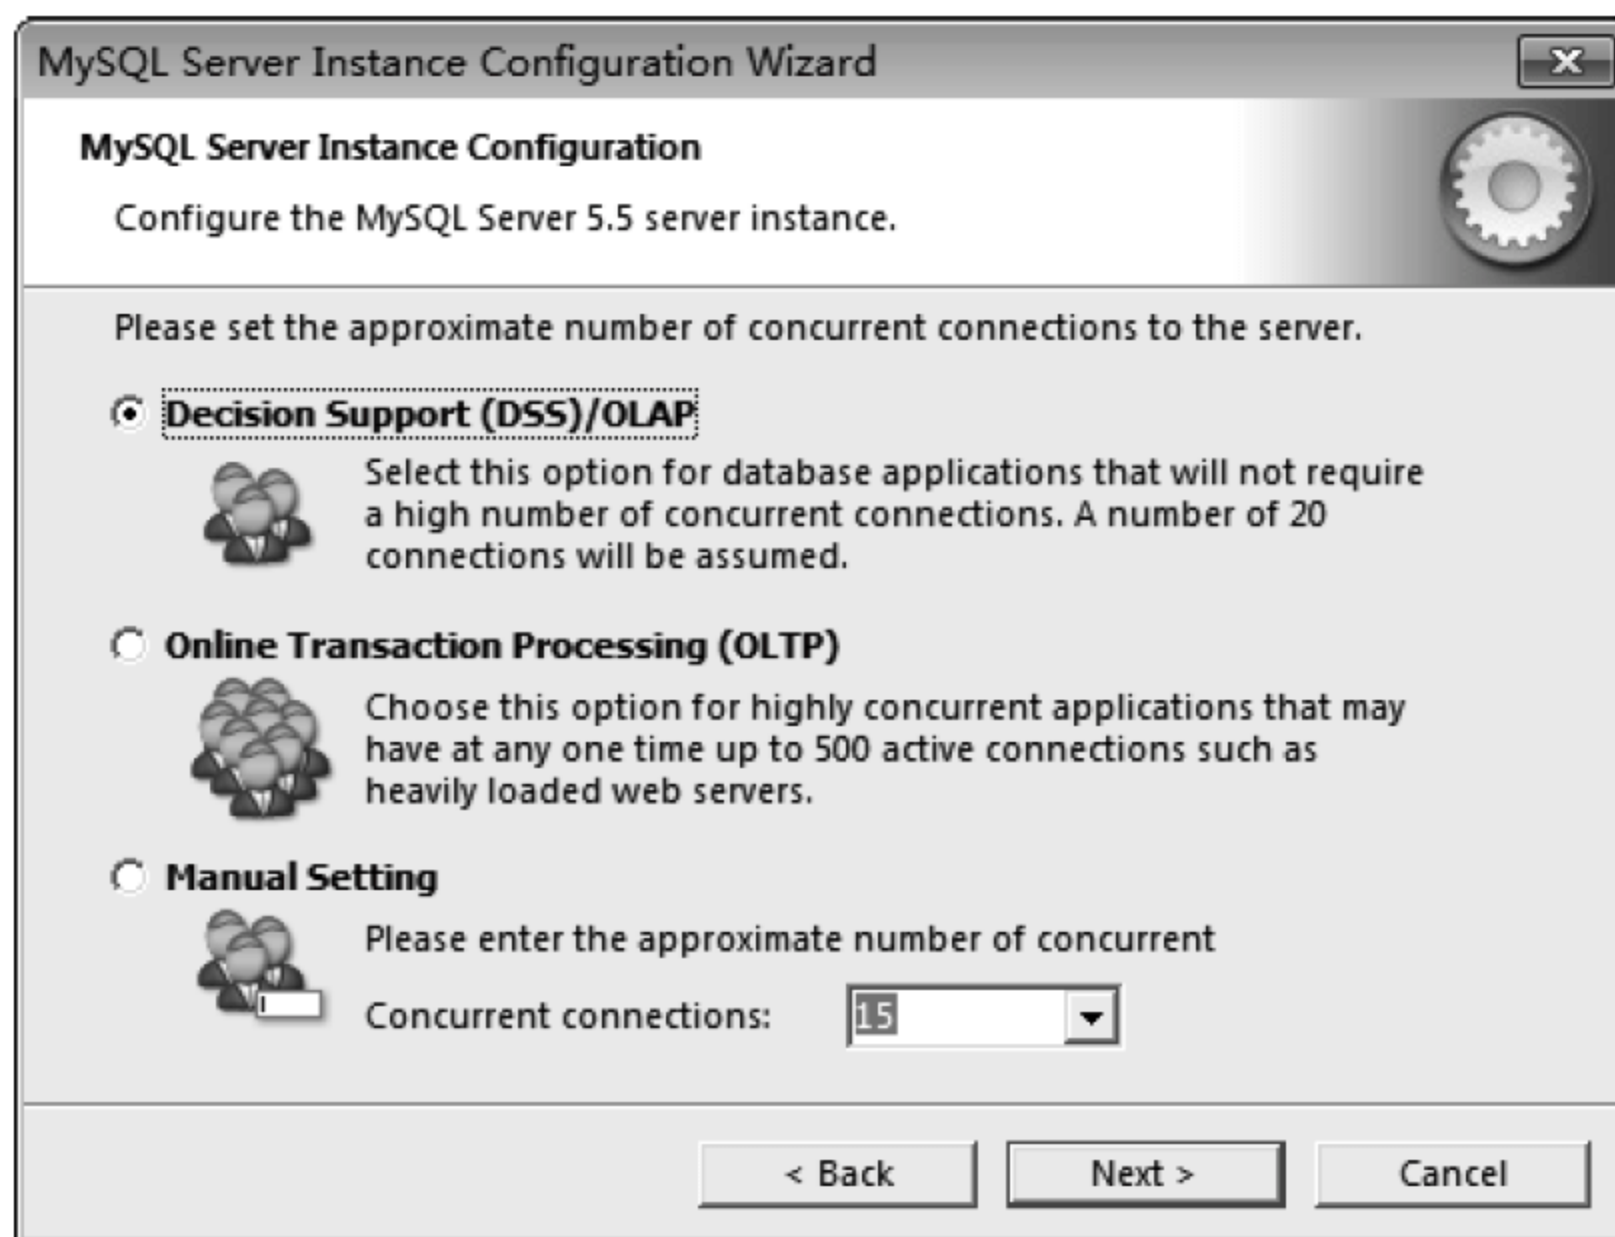 MySQL Server Instance Configuration Wizard
MySQL Server Instance Configuration
Configure the MySQL Server 5.5 server instance.
Please set the approximate number of concurrent connections to the server.
Decision Support (DSS)/OLAP
Select this option for database applications that will not require
a high number of concurrent connections. A number of 20
connections will be assumed.
Online Transaction Processing (OLTP)
Choose this option for highly concurrent applications that may
have at any one time up to 500 active connections such as
heavily loaded web servers.
Manual Setting
Please enter the approximate number of concurrent
Concurrent connections: 15
< Back Next > Cancel